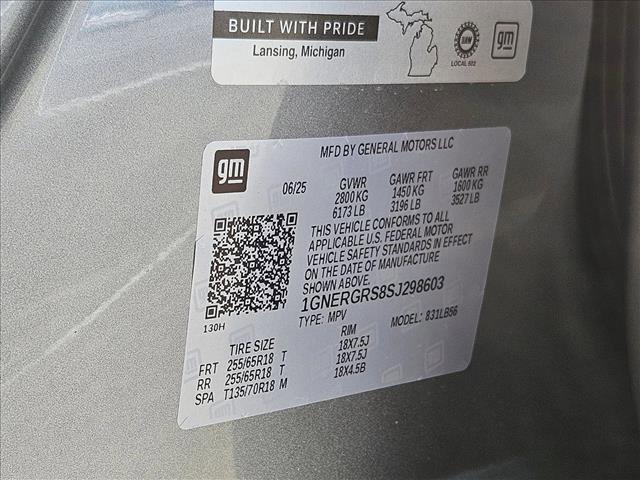 BUILT WITH PRIDE
Lansing, Michigan
UAW
LOCAL 602
gm
gm
MFD BY GENERAL MOTORS LLC
06/25
GVWR GAWR FRT GAWR RR
2800 KG 1450 KG 1600 KG
6173 LB 3196 LB 3527 LB
THIS VEHICLE CONFORMS TO ALL
APPLICABLE U.S. FEDERAL MOTOR
VEHICLE SAFETY STANDARDS IN EFFECT
ON THE DATE OF MANUFACTURE
SHOWN ABOVE.
1GNERGRS8SJ298603
TYPE: MPV MODEL: 831LB56
130H
TIRE SIZE RIM
FRT 255/65R18 T 18X7.5J
RR 255/65R18 T 18X7.5J
SPA T135/70R18 M 18X4.5B